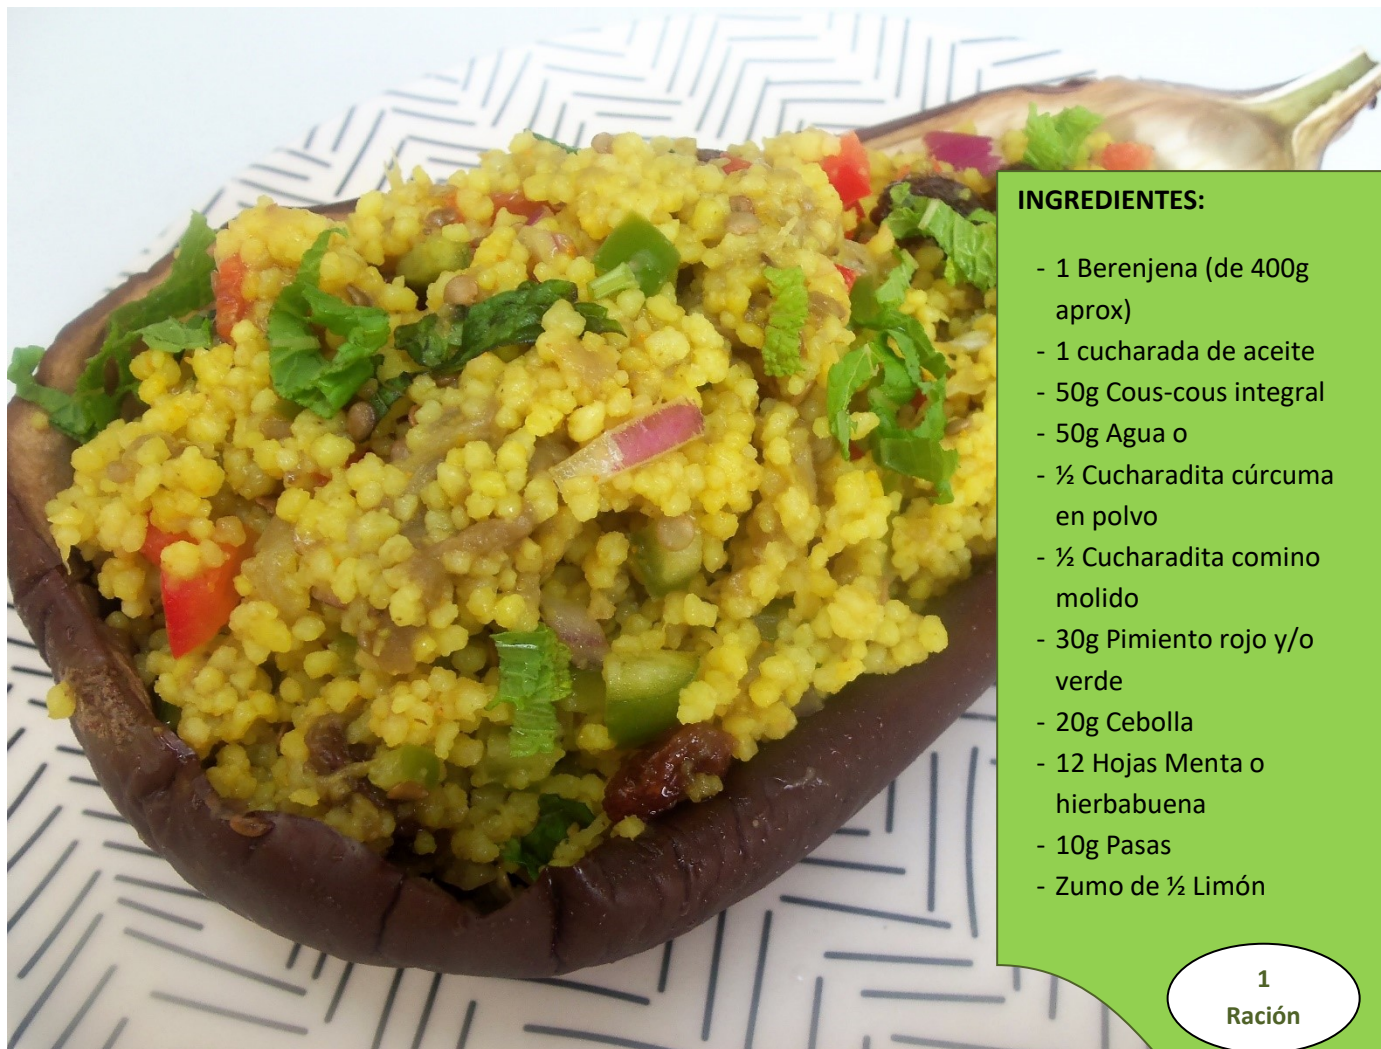 INGREDIENTES:
- 1 Berenjena (de 400g
aprox)
- 1 cucharada de aceite
- 50g Cous-cous integral
- 50g Agua o
- ½ Cucharadita cúrcuma
en polvo
- ½ Cucharadita comino
molido
- 30g Pimiento rojo y/o
verde
- 20g Cebolla
- 12 Hojas Menta o
hierbabuena
- 10g Pasas
- Zumo de ½ Limón
1
Ración